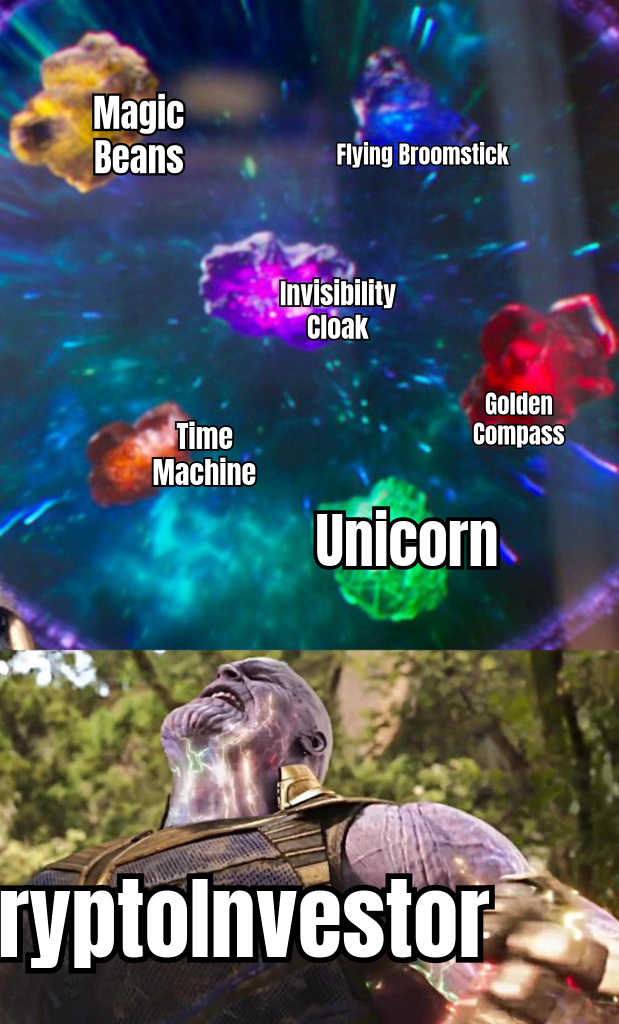 Magic
Beans
Flying Broomstick
Invisibility
Cloak
Golden
Compass
Time
Machine
Unicorn
ryptoInvestor